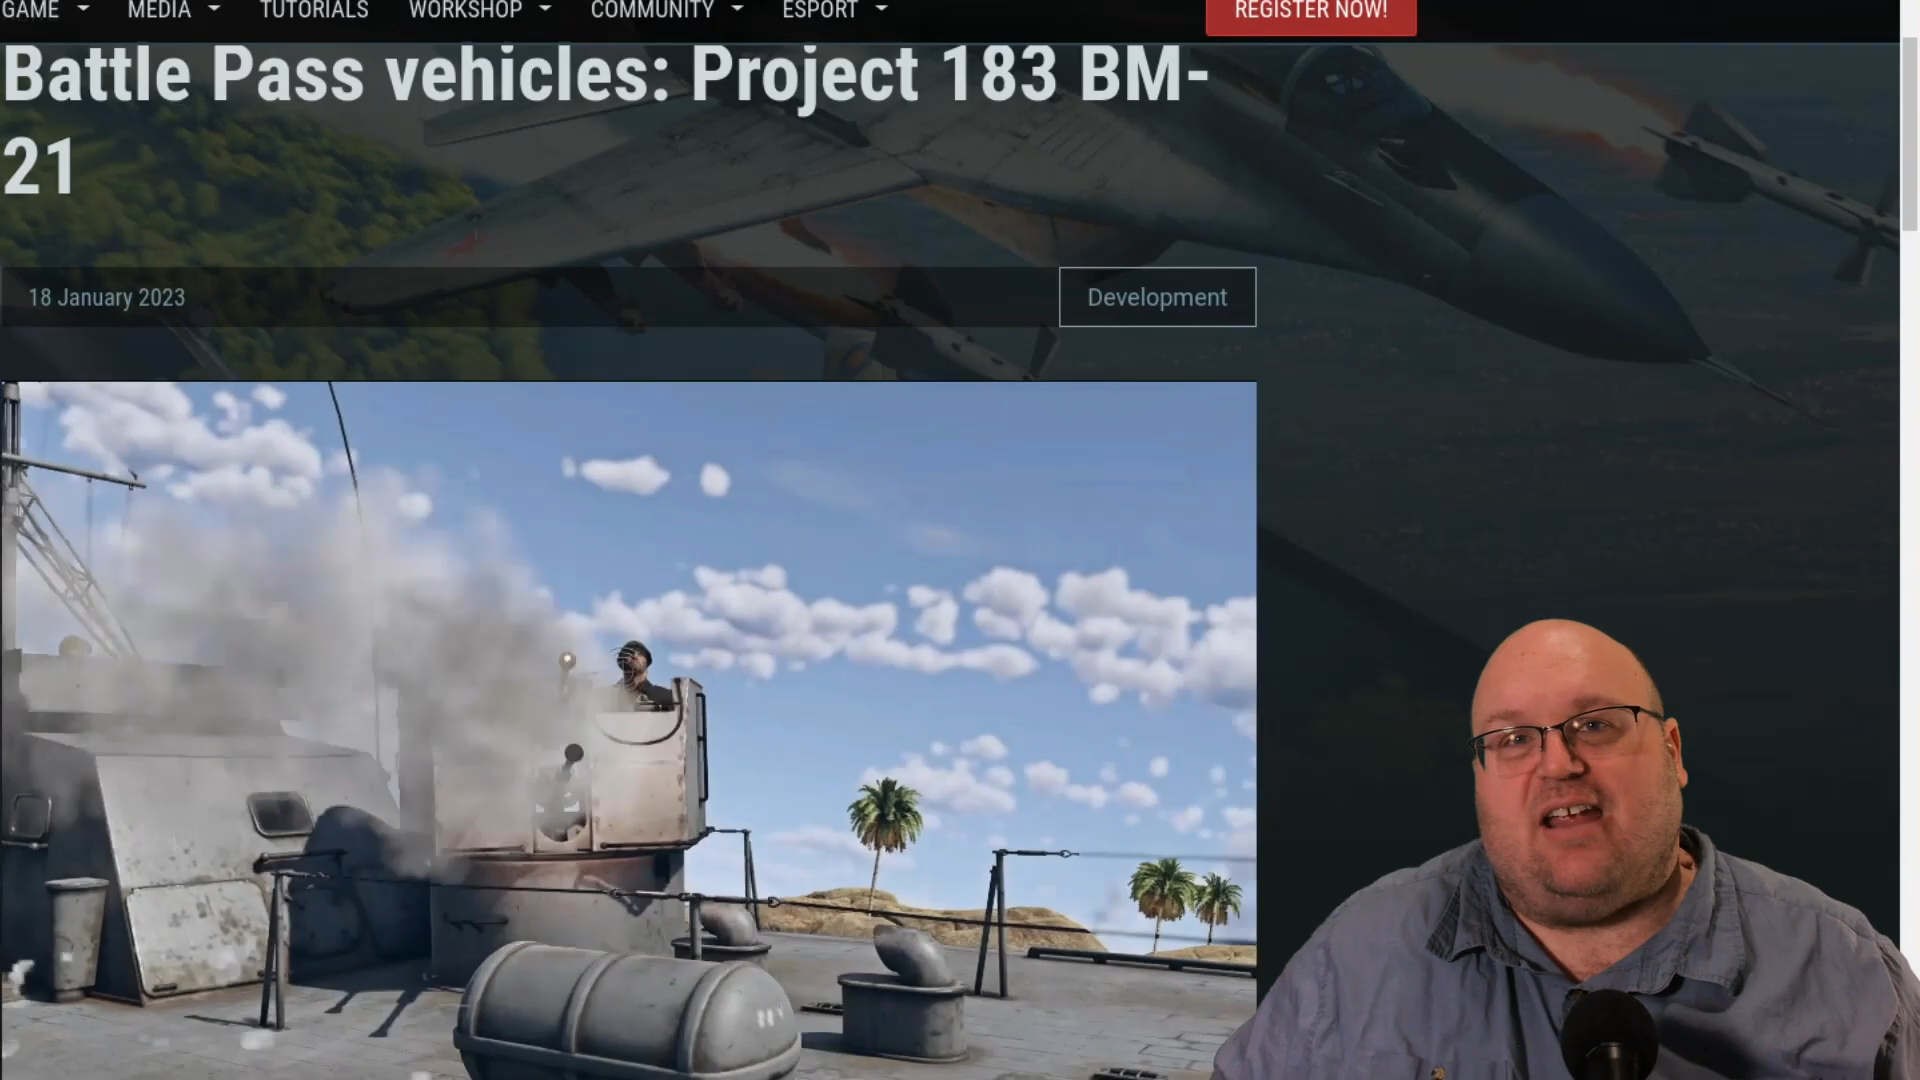 GAME MEDIA TUTORIALS WORKSHOP COMMUNITY ESPORT REGISTER NOW!
Battle Pass vehicles: Project 183 BM-
21
18 January 2023 Development